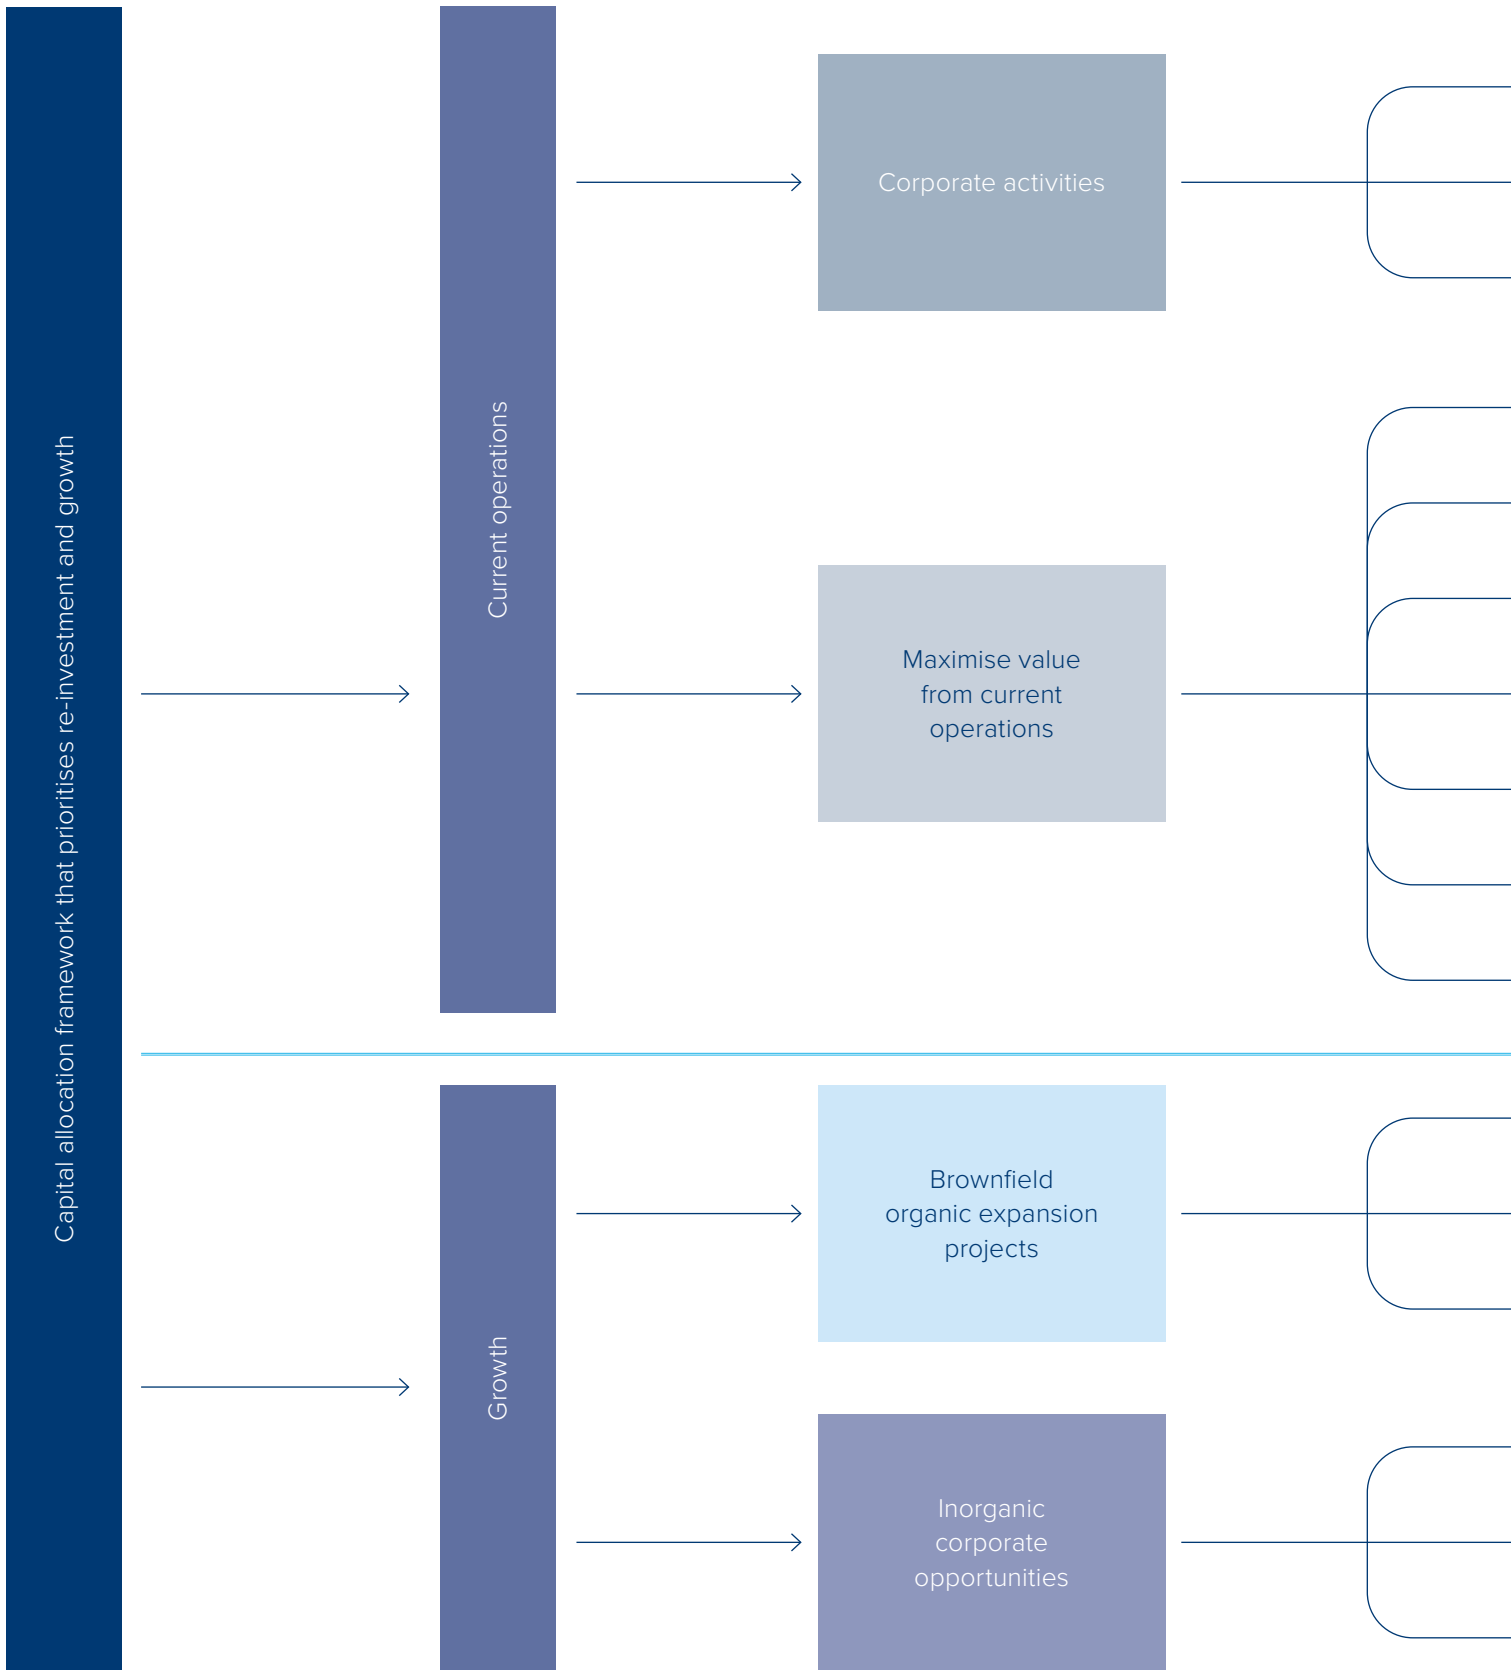 Capital allocation framework that prioritises re-investment and growth
Current operations
Corporate activities
Maximise value
from current
operations
Growth
Brownfield
organic expansion
projects
Inorganic
corporate
opportunities